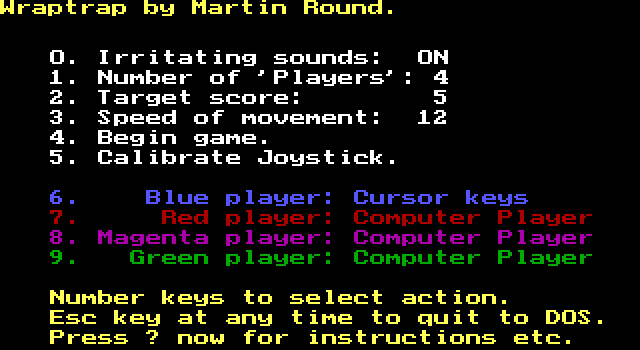 Wraptrap by Martin Round.
0. Irritating sounds: ON
1. Number of 'Players': 4
2. Target score: 5
3. Speed of movement: 12
4. Begin game.
5. Calibrate Joystick.
6. Blue player: Cursor keys
7. Red player: Computer Player
8. Magenta player: Computer Player
9. Green player: Computer Player
Number keys to select action.
Esc key at any time to quit to DOS.
Press ? now for instructions etc.